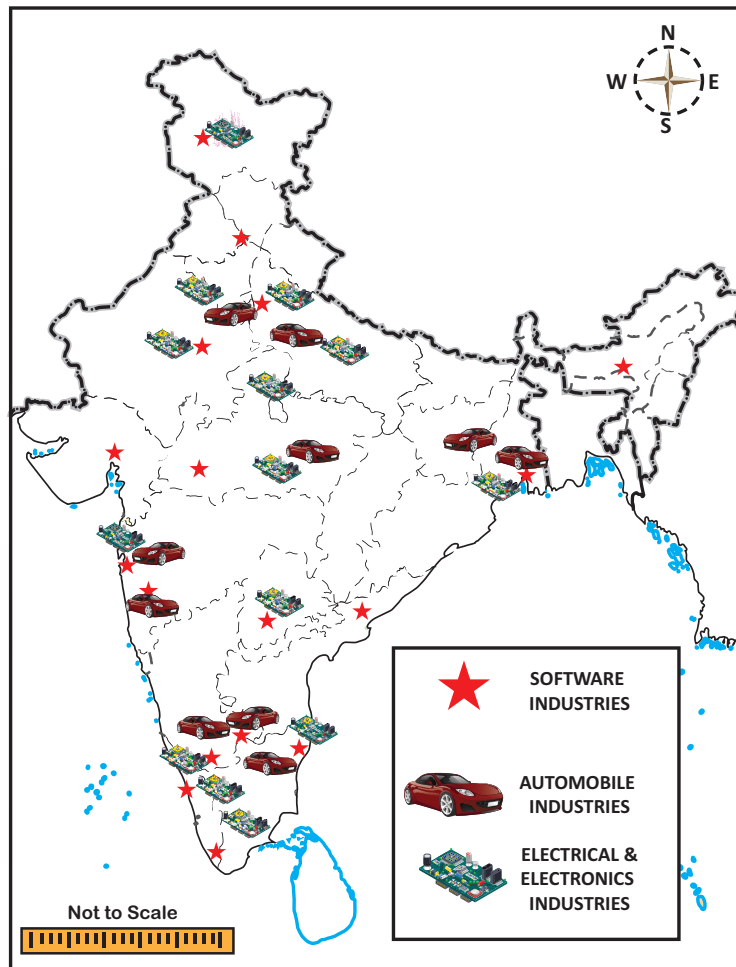 N
W E
S
SOFTWARE
INDUSTRIES
AUTOMOBILE
INDUSTRIES
ELECTRICAL &
ELECTRONICS
INDUSTRIES
Not to Scale